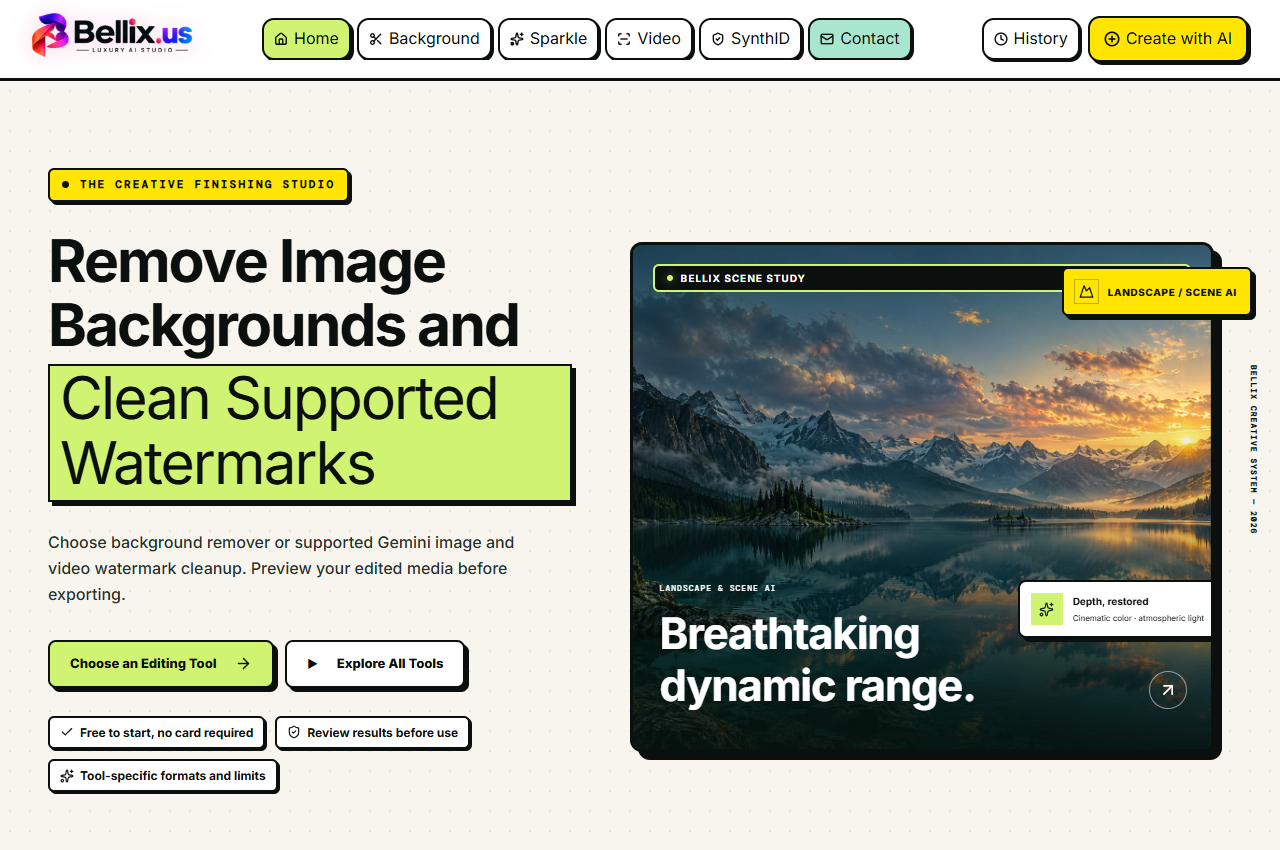 Bellix.us
LUXURY AI STUDIO
Home
Background
Sparkle
Video
SynthID
Contact
History
Create with AI
THE CREATIVE FINISHING STUDIO
Remove Image
Backgrounds and
Clean Supported
Watermarks
Choose background remover or supported Gemini image and
video watermark cleanup. Preview your edited media before
exporting.
Choose an Editing Tool
Explore All Tools
Free to start, no card required
Review results before use
Tool-specific formats and limits
BELLIX SCENE STUDY
LANDSCAPE / SCENE AI
LANDSCAPE & SCENE AI
Breathtaking
dynamic range.
Depth, restored
Cinematic color · atmospheric light
BELLIX CREATIVE SYSTEM — 2026